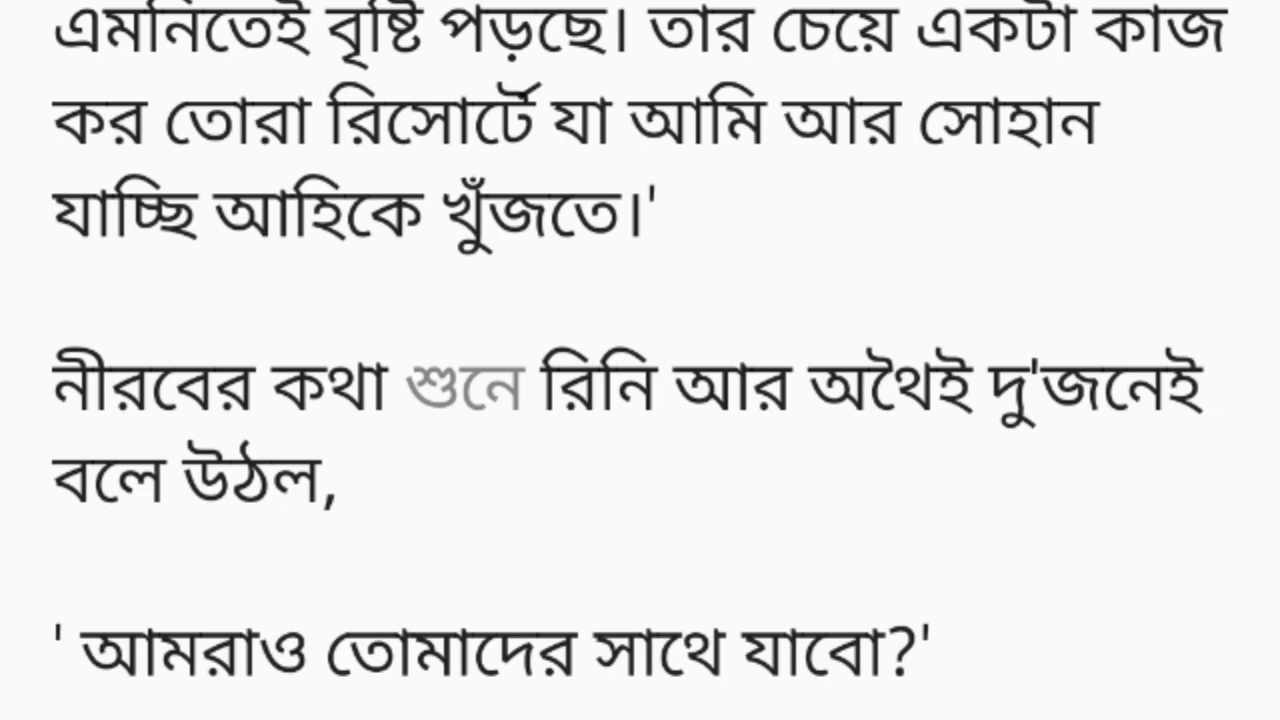 এমনিতেই বৃষ্টি পড়ছে। তার চেয়ে একটা কাজ
কর তোরা রিসোর্টে যা আমি আর সোহান
যাচ্ছি আহিকে খুঁজতে।'
নীরবের কথা শুনে রিনি আর অথৈই দু'জনেই
বলে উঠল,
' আমরাও তোমাদের সাথে যাবো?'